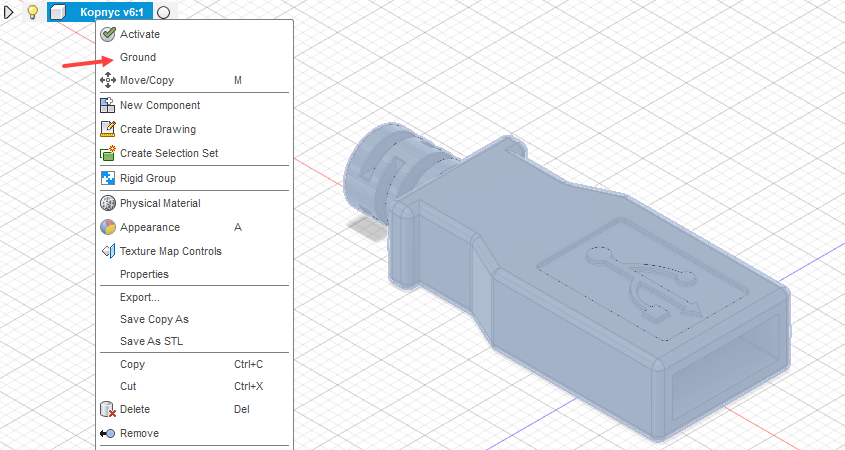 Корпус v6:1
Activate
Ground
Move/Copy M
New Component
Create Drawing
Create Selection Set
Rigid Group
Physical Material
Appearance A
Texture Map Controls
Properties
Export...
Save Copy As
Save As STL
Copy Ctrl+C
Cut Ctrl+X
Delete Del
Remove